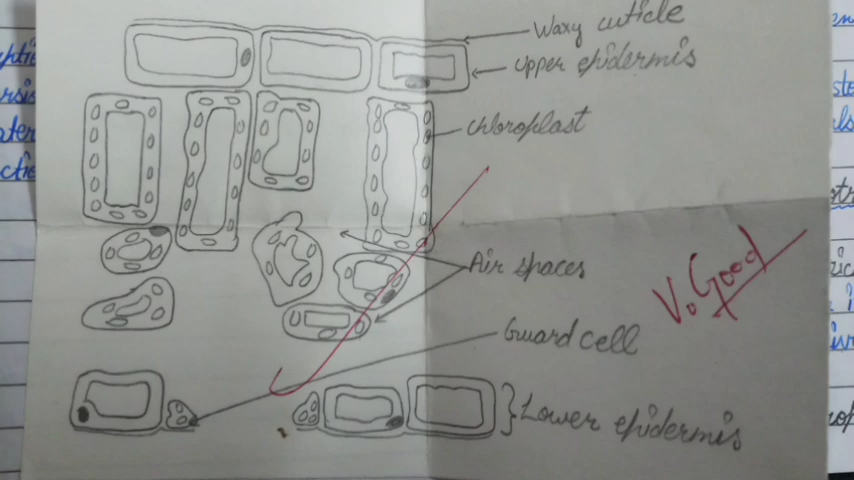 Waxy cuticle
Upper epidermis
chloroplast
Air spaces
V. Good
Guard cell
Lower epidermis